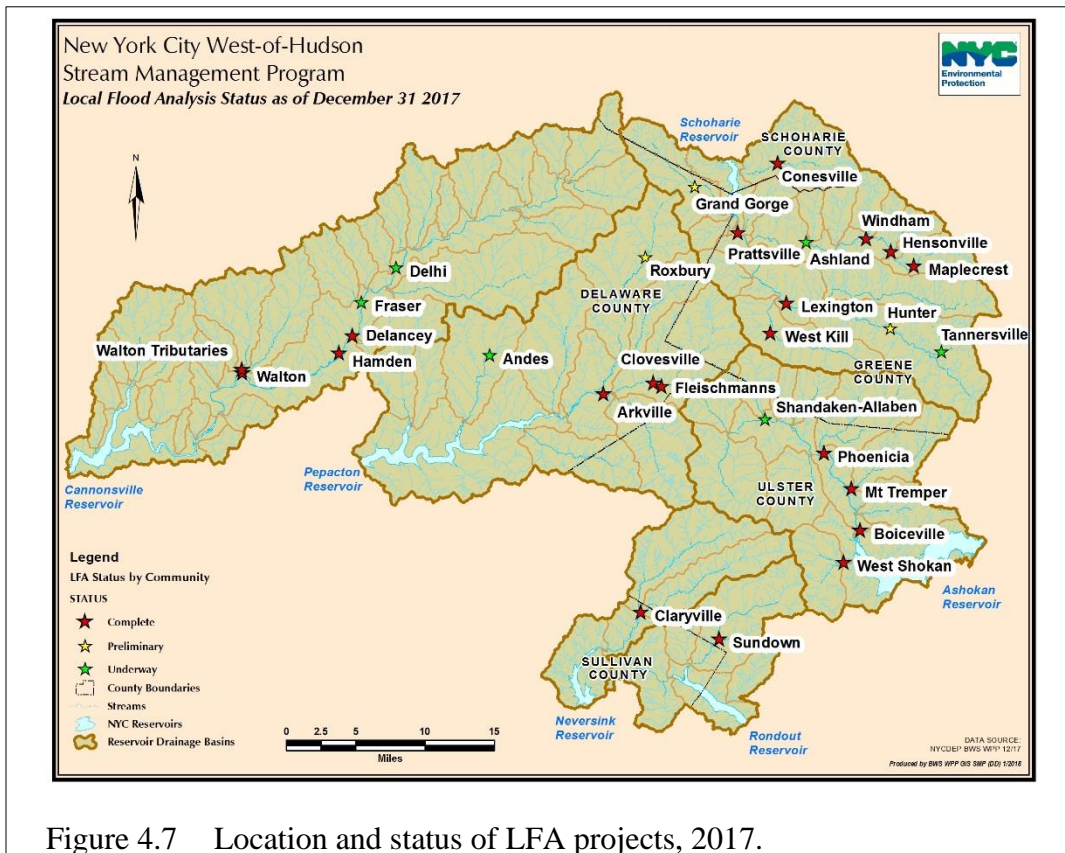 New York City West-of-Hudson
Stream Management Program
Local Flood Analysis Status as of December 31 2017
NYC
Environmental
Protection
N
Schoharie
Reservoir
SCHOHARIE
COUNTY
Conesville
Grand Gorge
Windham
Hensonville
Prattsville
Ashland
Maplecrest
Roxbury
Delhi
DELAWARE
COUNTY
Fraser
Lexington
Hunter
Delancey
West Kill
Tannersville
Walton Tributaries
Hamden
Andes
Clovesville
GREENE
COUNTY
Walton
Fleischmanns
Arkville
Shandaken-Allaben
Phoenicia
Pepacton
Reservoir
Cannonsville
Reservoir
ULSTER
COUNTY
Mt Tremper
Boiceville
West Shokan
Ashokan
Reservoir
Claryville
Sundown
SULLIVAN
COUNTY
Neversink
Reservoir
Rondout
Reservoir
Legend
LFA Status by Community
STATUS
Complete
Preliminary
Underway
County Boundaries
Streams
NYC Reservoirs
Reservoir Drainage Basins
0 2.5 5 10 15
Miles
DATA SOURCE:
NYCDEP BWS WPP 12/17
Produced by BWS WPP GIS SMP (DD) 1/2018
Figure 4.7 Location and status of LFA projects, 2017.